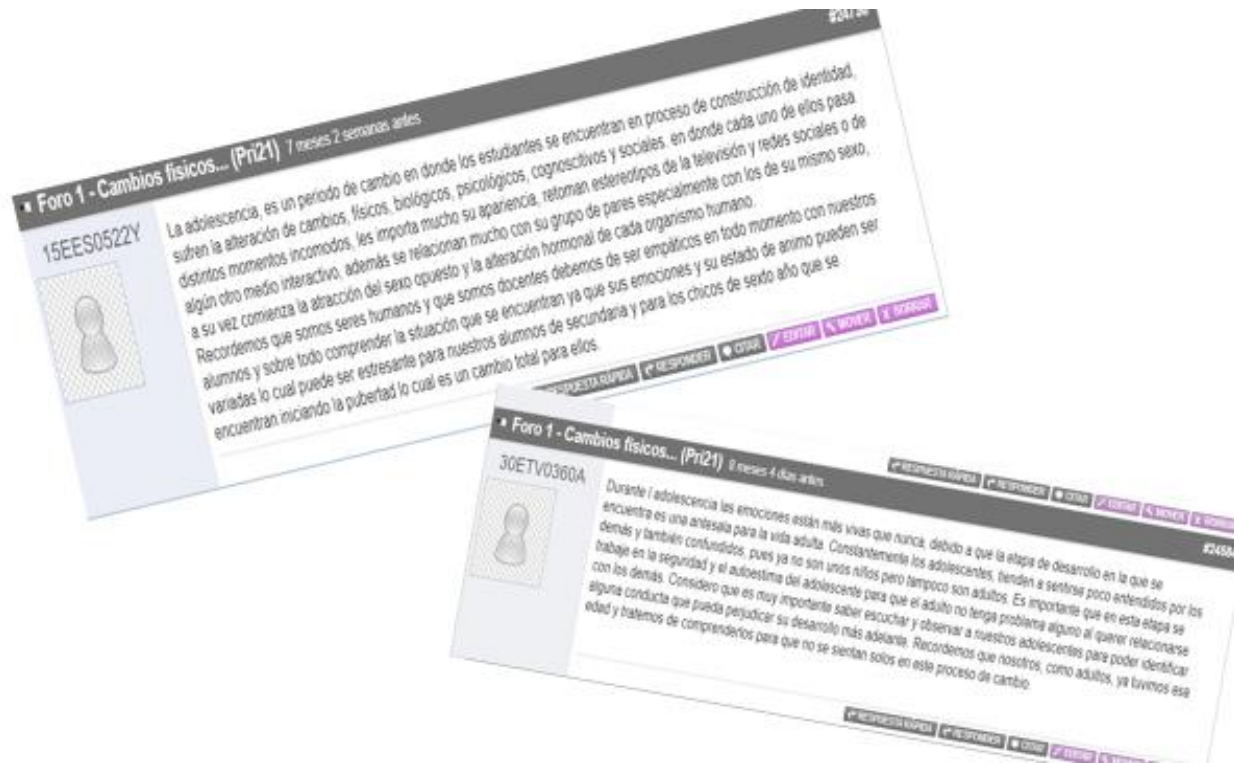 Foro 1 - Cambios físicos... (Pri21) 7 meses 2 semanas antes
15EES0522Y
La adolescencia, es un periodo de cambio en donde los estudiantes se encuentran en proceso de construcción de identidad,
sufren la alteración de cambios, físicos, biológicos, psicológicos, cognoscitivos y sociales, en donde cada uno de ellos pasa
distintos momentos incomodos, les importa mucho su apariencia, retoman estereotipos de la televisión y redes sociales o de
algún otro medio interactivo, además se relacionan mucho con su grupo de pares especialmente con los de su mismo sexo,
a su vez comienza la atracción del sexo opuesto y la alteración hormonal de cada organismo humano.
Recordemos que somos seres humanos y que somos docentes debemos de ser empáticos en todo momento con nuestros
alumnos y sobre todo comprender la situación que se encuentran ya que sus emociones y su estado de animo pueden ser
variadas lo cual puede ser estresante para nuestros alumnos de secundaria y para los chicos de sexto año que se
encuentran iniciando la pubertad lo cual es un cambio total para ellos.
RESPUESTA RÁPIDA RESPONDER CITAR EDITAR MOVER BORRAR
RESPUESTA RÁPIDA RESPONDER CITAR EDITAR MOVER BORRAR
Foro 1 - Cambios físicos... (Pri21) 8 meses 4 días antes
30ETV0360A
Durante l adolescencia las emociones están más vivas que nunca, debido a que la etapa de desarrollo en la que se
encuentra es una antesala para la vida adulta. Constantemente los adolescentes, tienden a sentirse poco entendidos por los
demás y también confundidos, pues ya no son unos niños pero tampoco son adultos. Es importante que en esta etapa se
trabaje en la seguridad y el autoestima del adolescente para que el adulto no tenga problema alguno al querer relacionarse
con los demás. Considero que es muy importante saber escuchar y observar a nuestros adolescentes para poder identificar
alguna conducta que pueda perjudicar su desarrollo más adelante. Recordemos que nosotros, como adultos, ya tuvimos esa
edad y tratemos de comprenderlos para que no se sientan solos en este proceso de cambio.
RESPUESTA RÁPIDA RESPONDER CITAR EDITAR